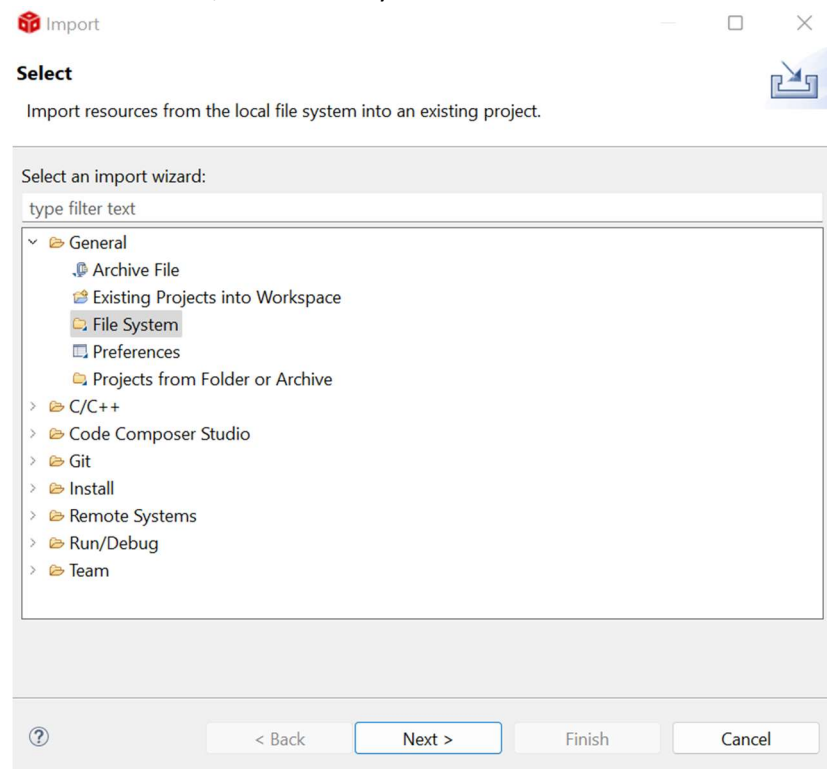 Import
Select
Import resources from the local file system into an existing project.
Select an import wizard:
type filter text
General
Archive File
Existing Projects into Workspace
File System
Preferences
Projects from Folder or Archive
C/C++
Code Composer Studio
Git
Install
Remote Systems
Run/Debug
Team
? < Back Next > Finish Cancel